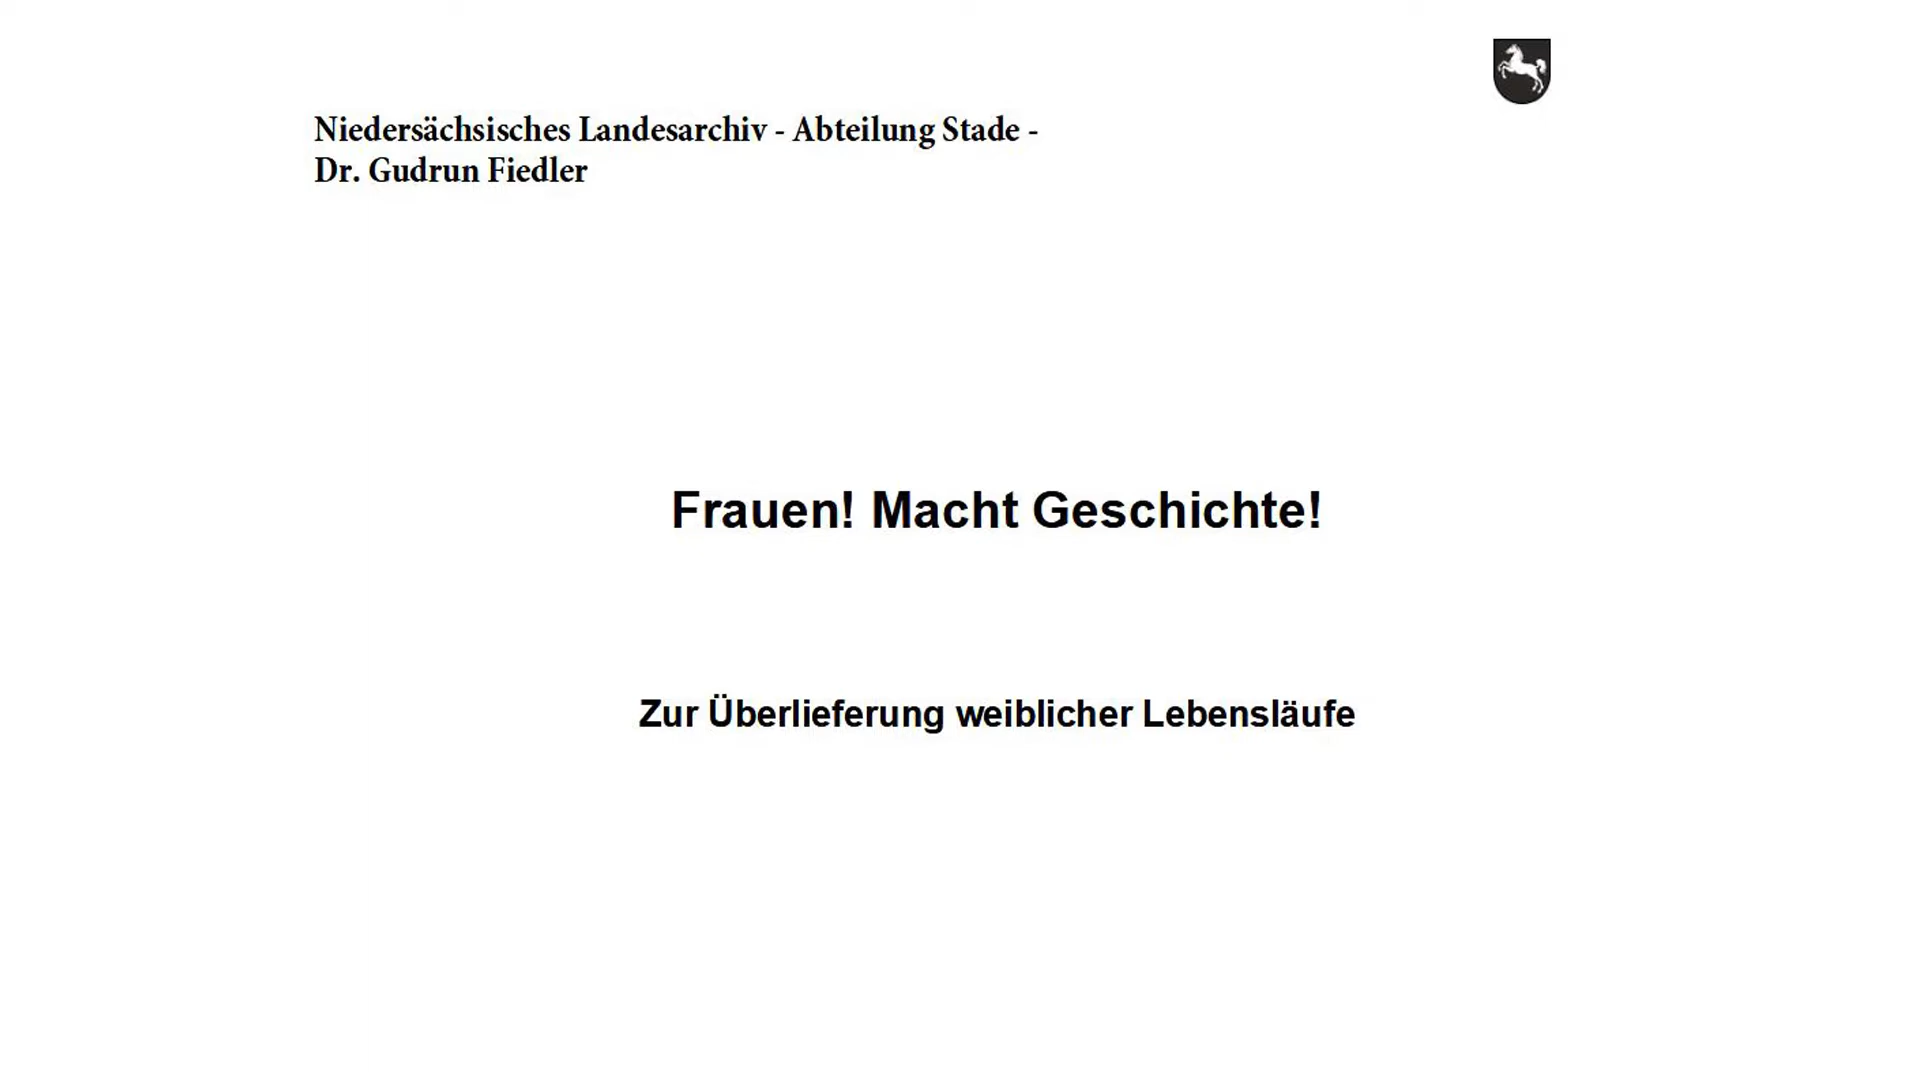 Niedersächsisches Landesarchiv - Abteilung Stade -
Dr. Gudrun Fiedler
Frauen! Macht Geschichte!
Zur Überlieferung weiblicher Lebensläufe